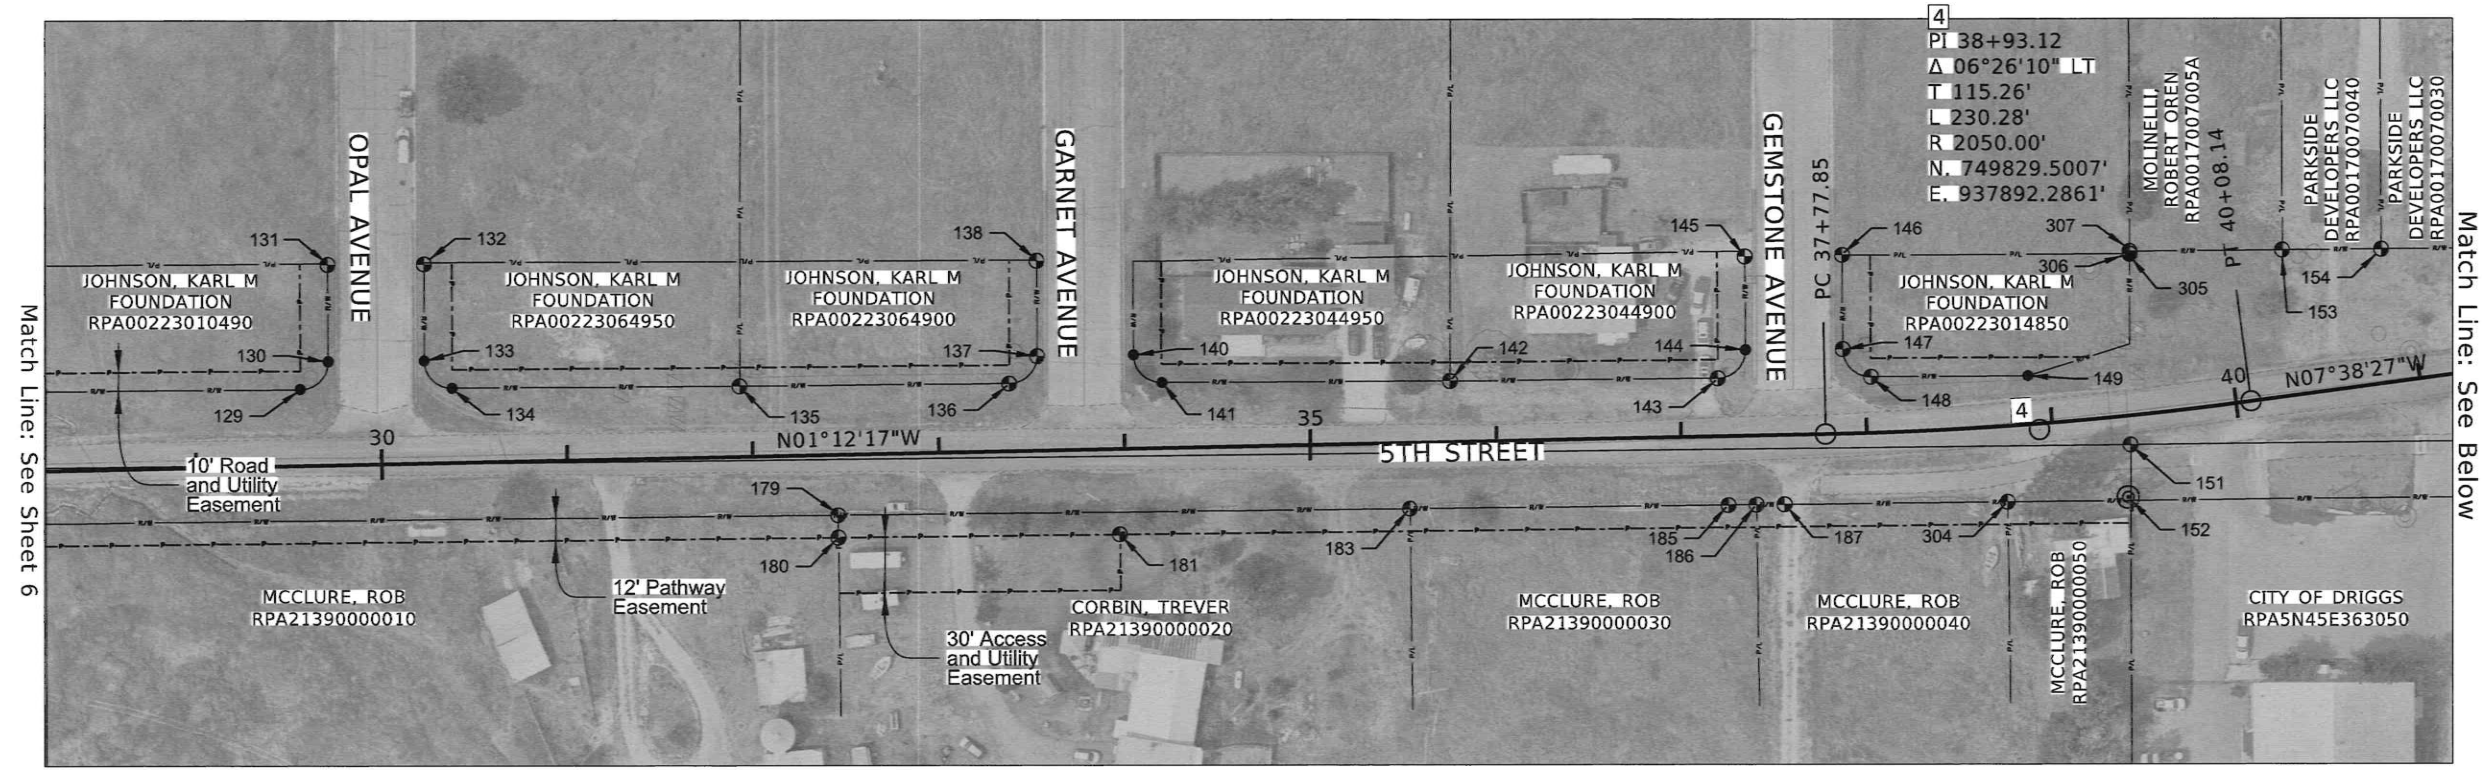 4
PI 38+93.12
Δ 06°26'10" LT
T 115.26'
L 230.28'
R 2050.00'
N. 749829.5007'
E. 937892.2861'
MOLINELLI,
ROBERT OREN
RPA0017007005A
PT 40+08.14
PARKSIDE
DEVELOPERS LLC
RPA00170070040
PARKSIDE
DEVELOPERS LLC
RPA00170070030
Match Line: See Sheet 6
Match Line: See Below
OPAL AVENUE
GARNET AVENUE
GEMSTONE AVENUE
PC 37+77.85
131
132
138
145
146
307
306
305
154
153
JOHNSON, KARL M
FOUNDATION
RPA00223010490
JOHNSON, KARL M
FOUNDATION
RPA00223064950
JOHNSON, KARL M
FOUNDATION
RPA00223064900
JOHNSON, KARL M
FOUNDATION
RPA00223044950
JOHNSON, KARL M
FOUNDATION
RPA00223044900
JOHNSON, KARL M
FOUNDATION
RPA00223014850
130
133
137
140
142
144
147
129
134
135
136
141
143
148
149
30
N01°12'17"W
35
5TH STREET
4
40
N07°38'27"W
10' Road
and Utility
Easement
179
180
181
183
185
186
187
304
151
152
12' Pathway
Easement
30' Access
and Utility
Easement
MCCLURE, ROB
RPA21390000010
CORBIN, TREVER
RPA21390000020
MCCLURE, ROB
RPA21390000030
MCCLURE, ROB
RPA21390000040
MCCLURE, ROB
RPA21390000050
CITY OF DRIGGS
RPA5N45E363050